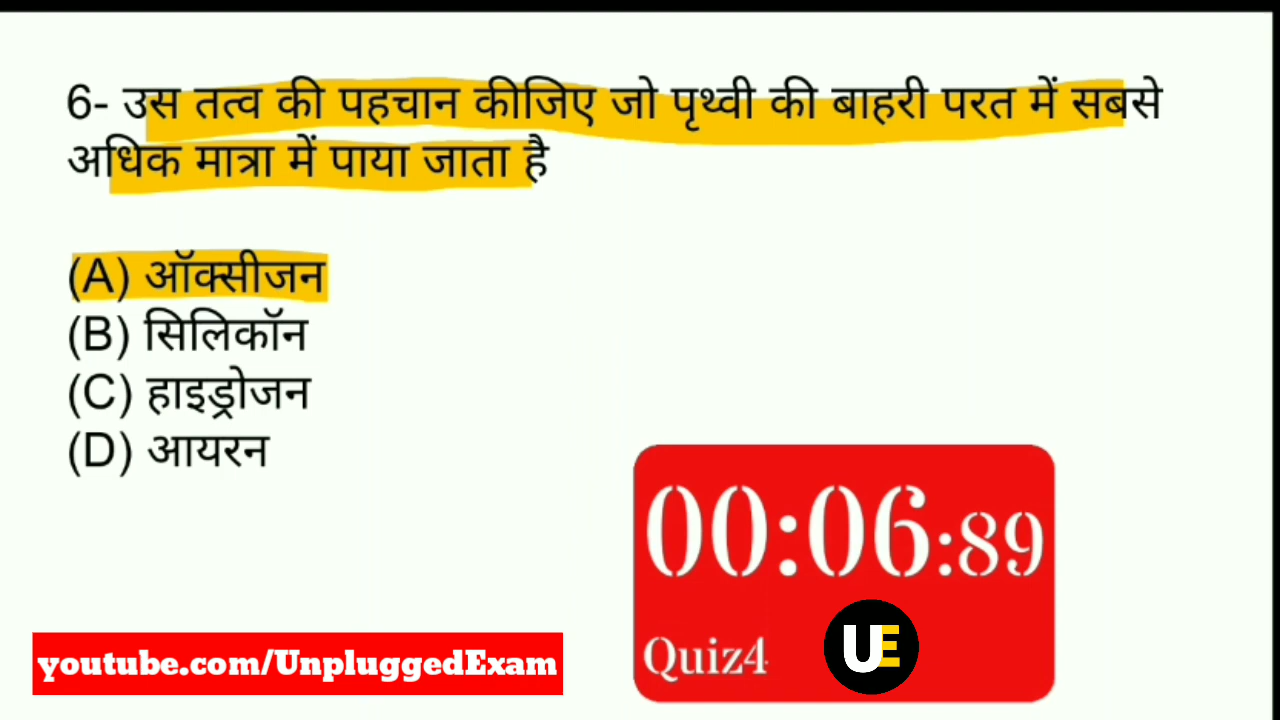 6- उस तत्व की पहचान कीजिए जो पृथ्वी की बाहरी परत में सबसे
अधिक मात्रा में पाया जाता है
(A) ऑक्सीजन
(B) सिलिकॉन
(C) हाइड्रोजन
(D) आयरन
00:06:89
Quiz4
UE
youtube.com/UnpluggedExam